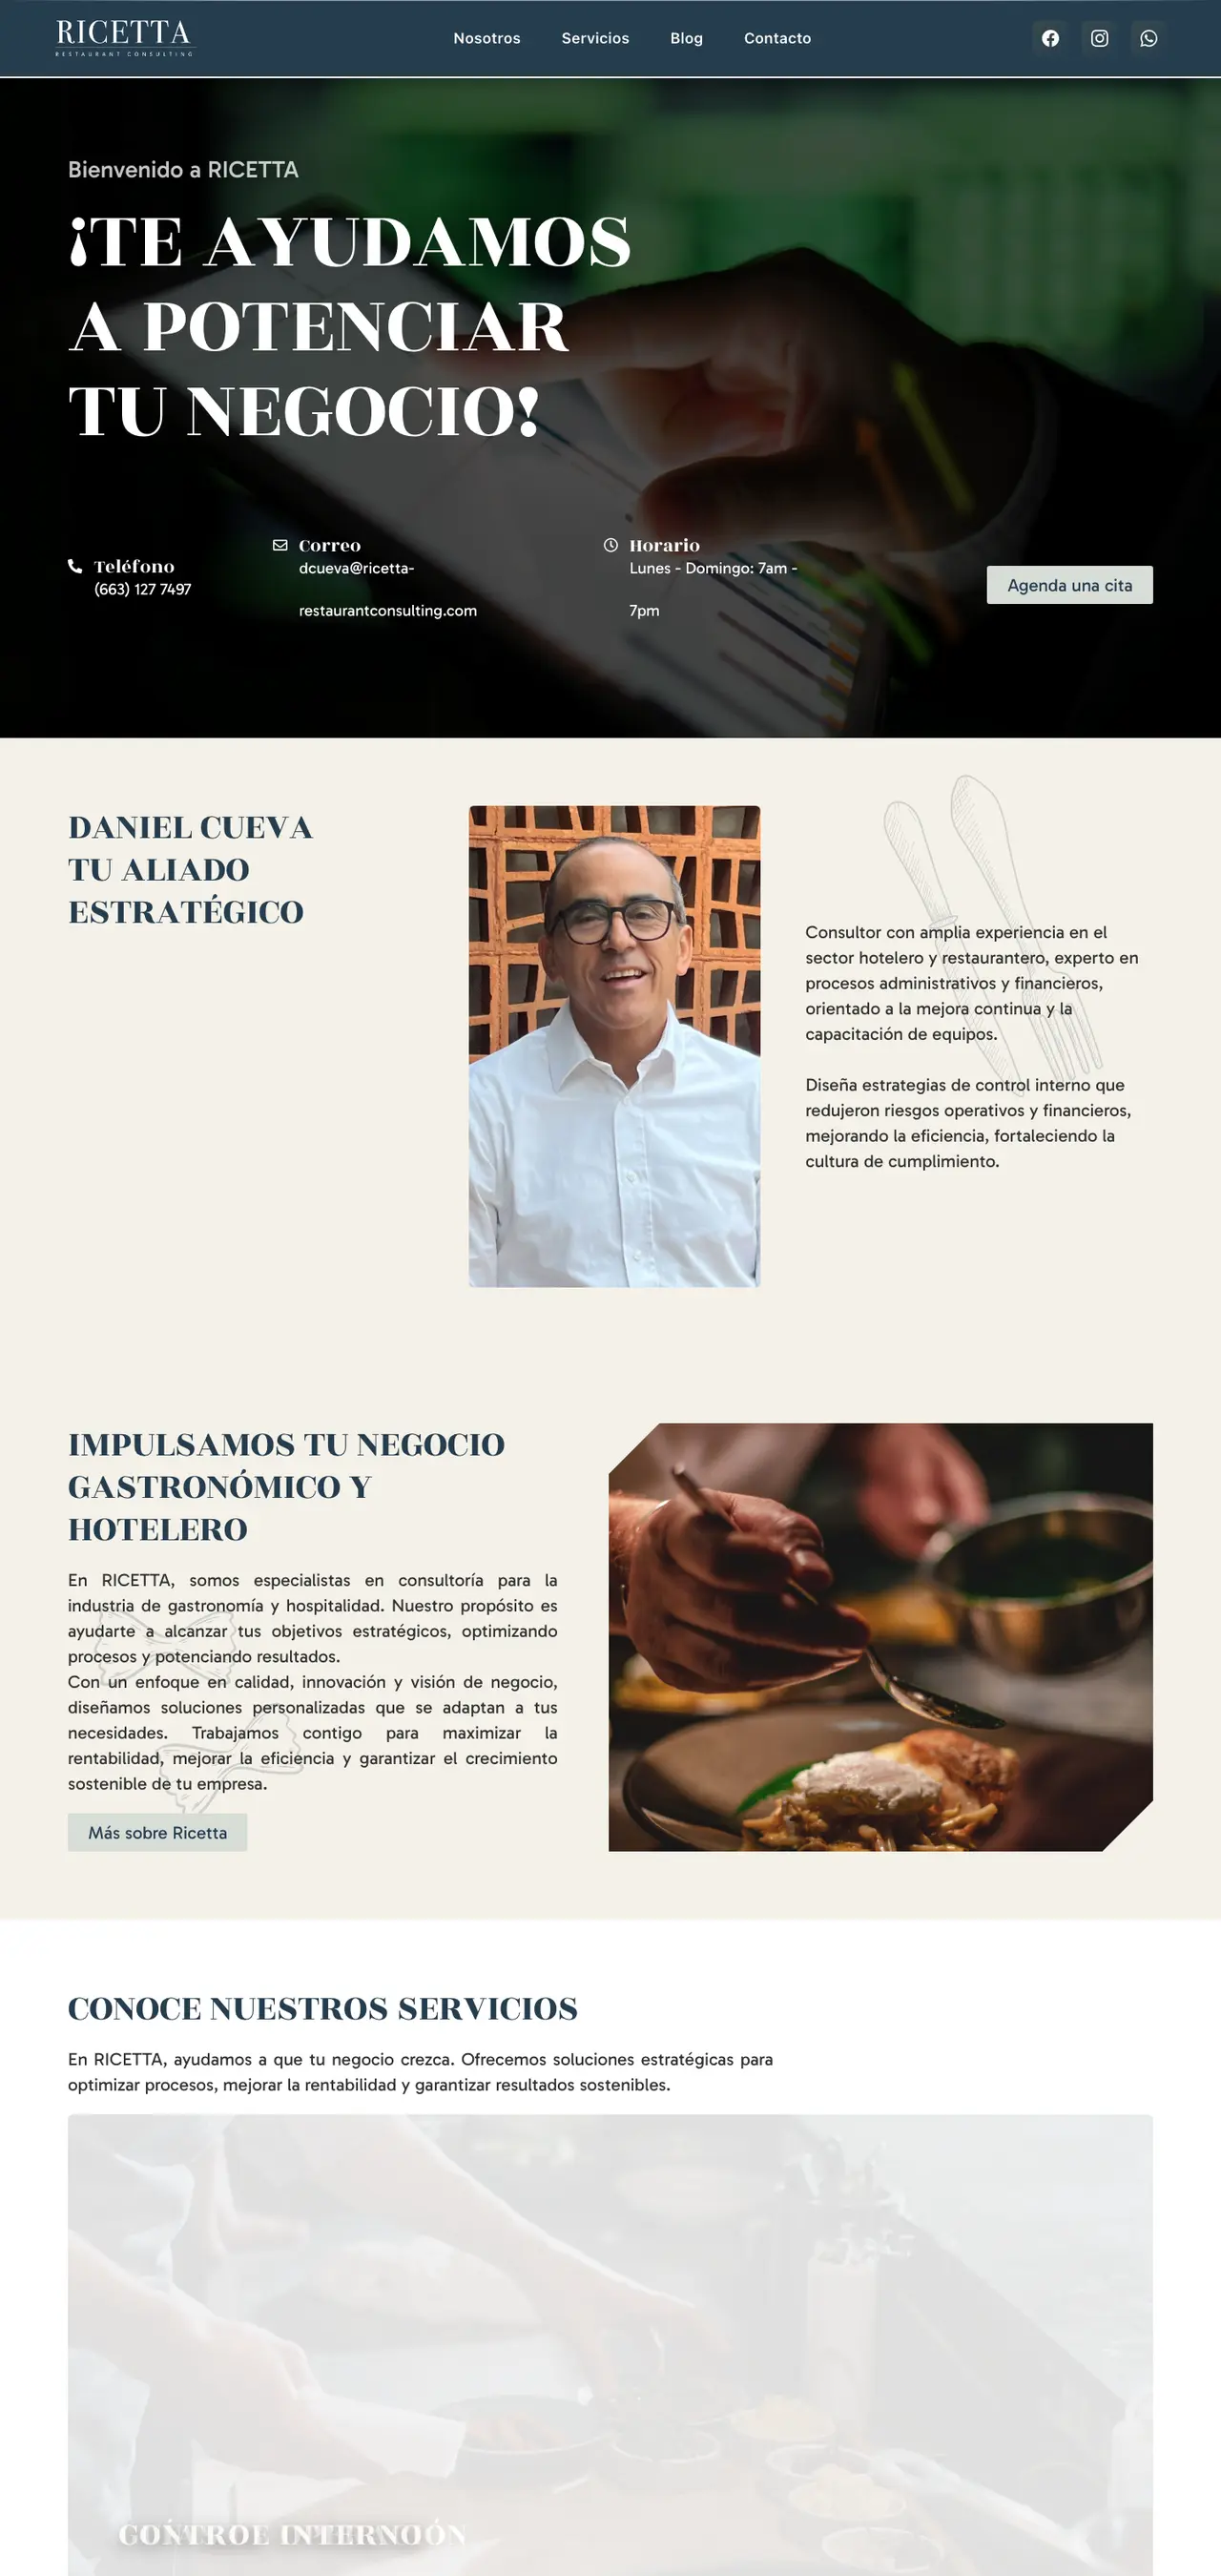 RICETTA
RESTAURANT CONSULTING
Nosotros
Servicios
Blog
Contacto
Bienvenido a RICETTA
¡TE AYUDAMOS
A POTENCIAR
TU NEGOCIO!
Teléfono
(663) 127 7497
Correo
dcueva@ricetta-
restaurantconsulting.com
Horario
Lunes - Domingo: 7am -
7pm
Agenda una cita
DANIEL CUEVA
TU ALIADO
ESTRATÉGICO
Consultor con amplia experiencia en el
sector hotelero y restaurantero, experto en
procesos administrativos y financieros,
orientado a la mejora continua y la
capacitación de equipos.
Diseña estrategias de control interno que
redujeron riesgos operativos y financieros,
mejorando la eficiencia, fortaleciendo la
cultura de cumplimiento.
IMPULSAMOS TU NEGOCIO
GASTRONÓMICO Y
HOTELERO
En RICETTA, somos especialistas en consultoría para la
industria de gastronomía y hospitalidad. Nuestro propósito es
ayudarte a alcanzar tus objetivos estratégicos, optimizando
procesos y potenciando resultados.
Con un enfoque en calidad, innovación y visión de negocio,
diseñamos soluciones personalizadas que se adaptan a tus
necesidades. Trabajamos contigo para maximizar la
rentabilidad, mejorar la eficiencia y garantizar el crecimiento
sostenible de tu empresa.
Más sobre Ricetta
CONOCE NUESTROS SERVICIOS
En RICETTA, ayudamos a que tu negocio crezca. Ofrecemos soluciones estratégicas para
optimizar procesos, mejorar la rentabilidad y garantizar resultados sostenibles.